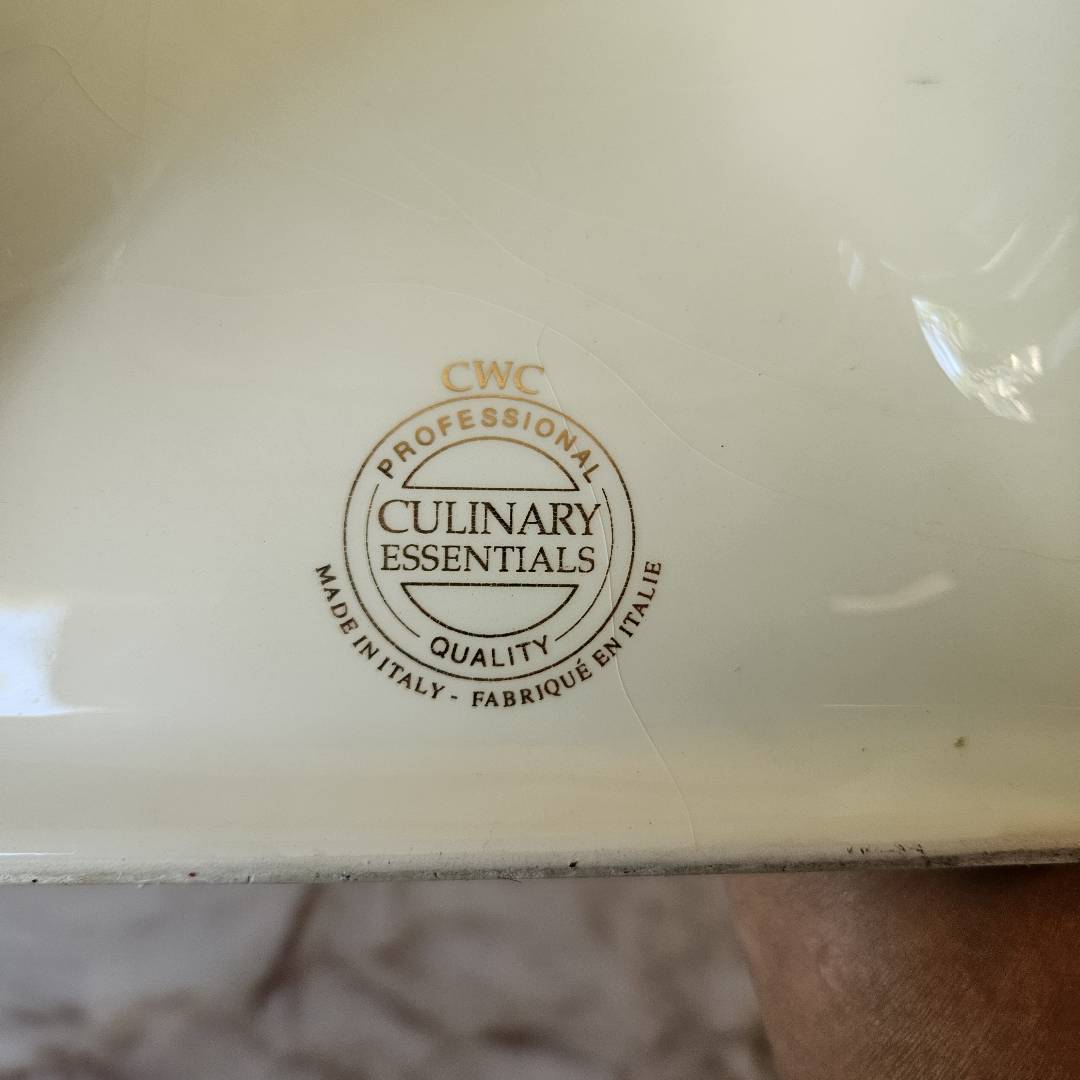 CWC
PROFESSIONAL
CULINARY
ESSENTIALS
QUALITY
MADE IN ITALY - FABRIQUÉ EN ITALIE